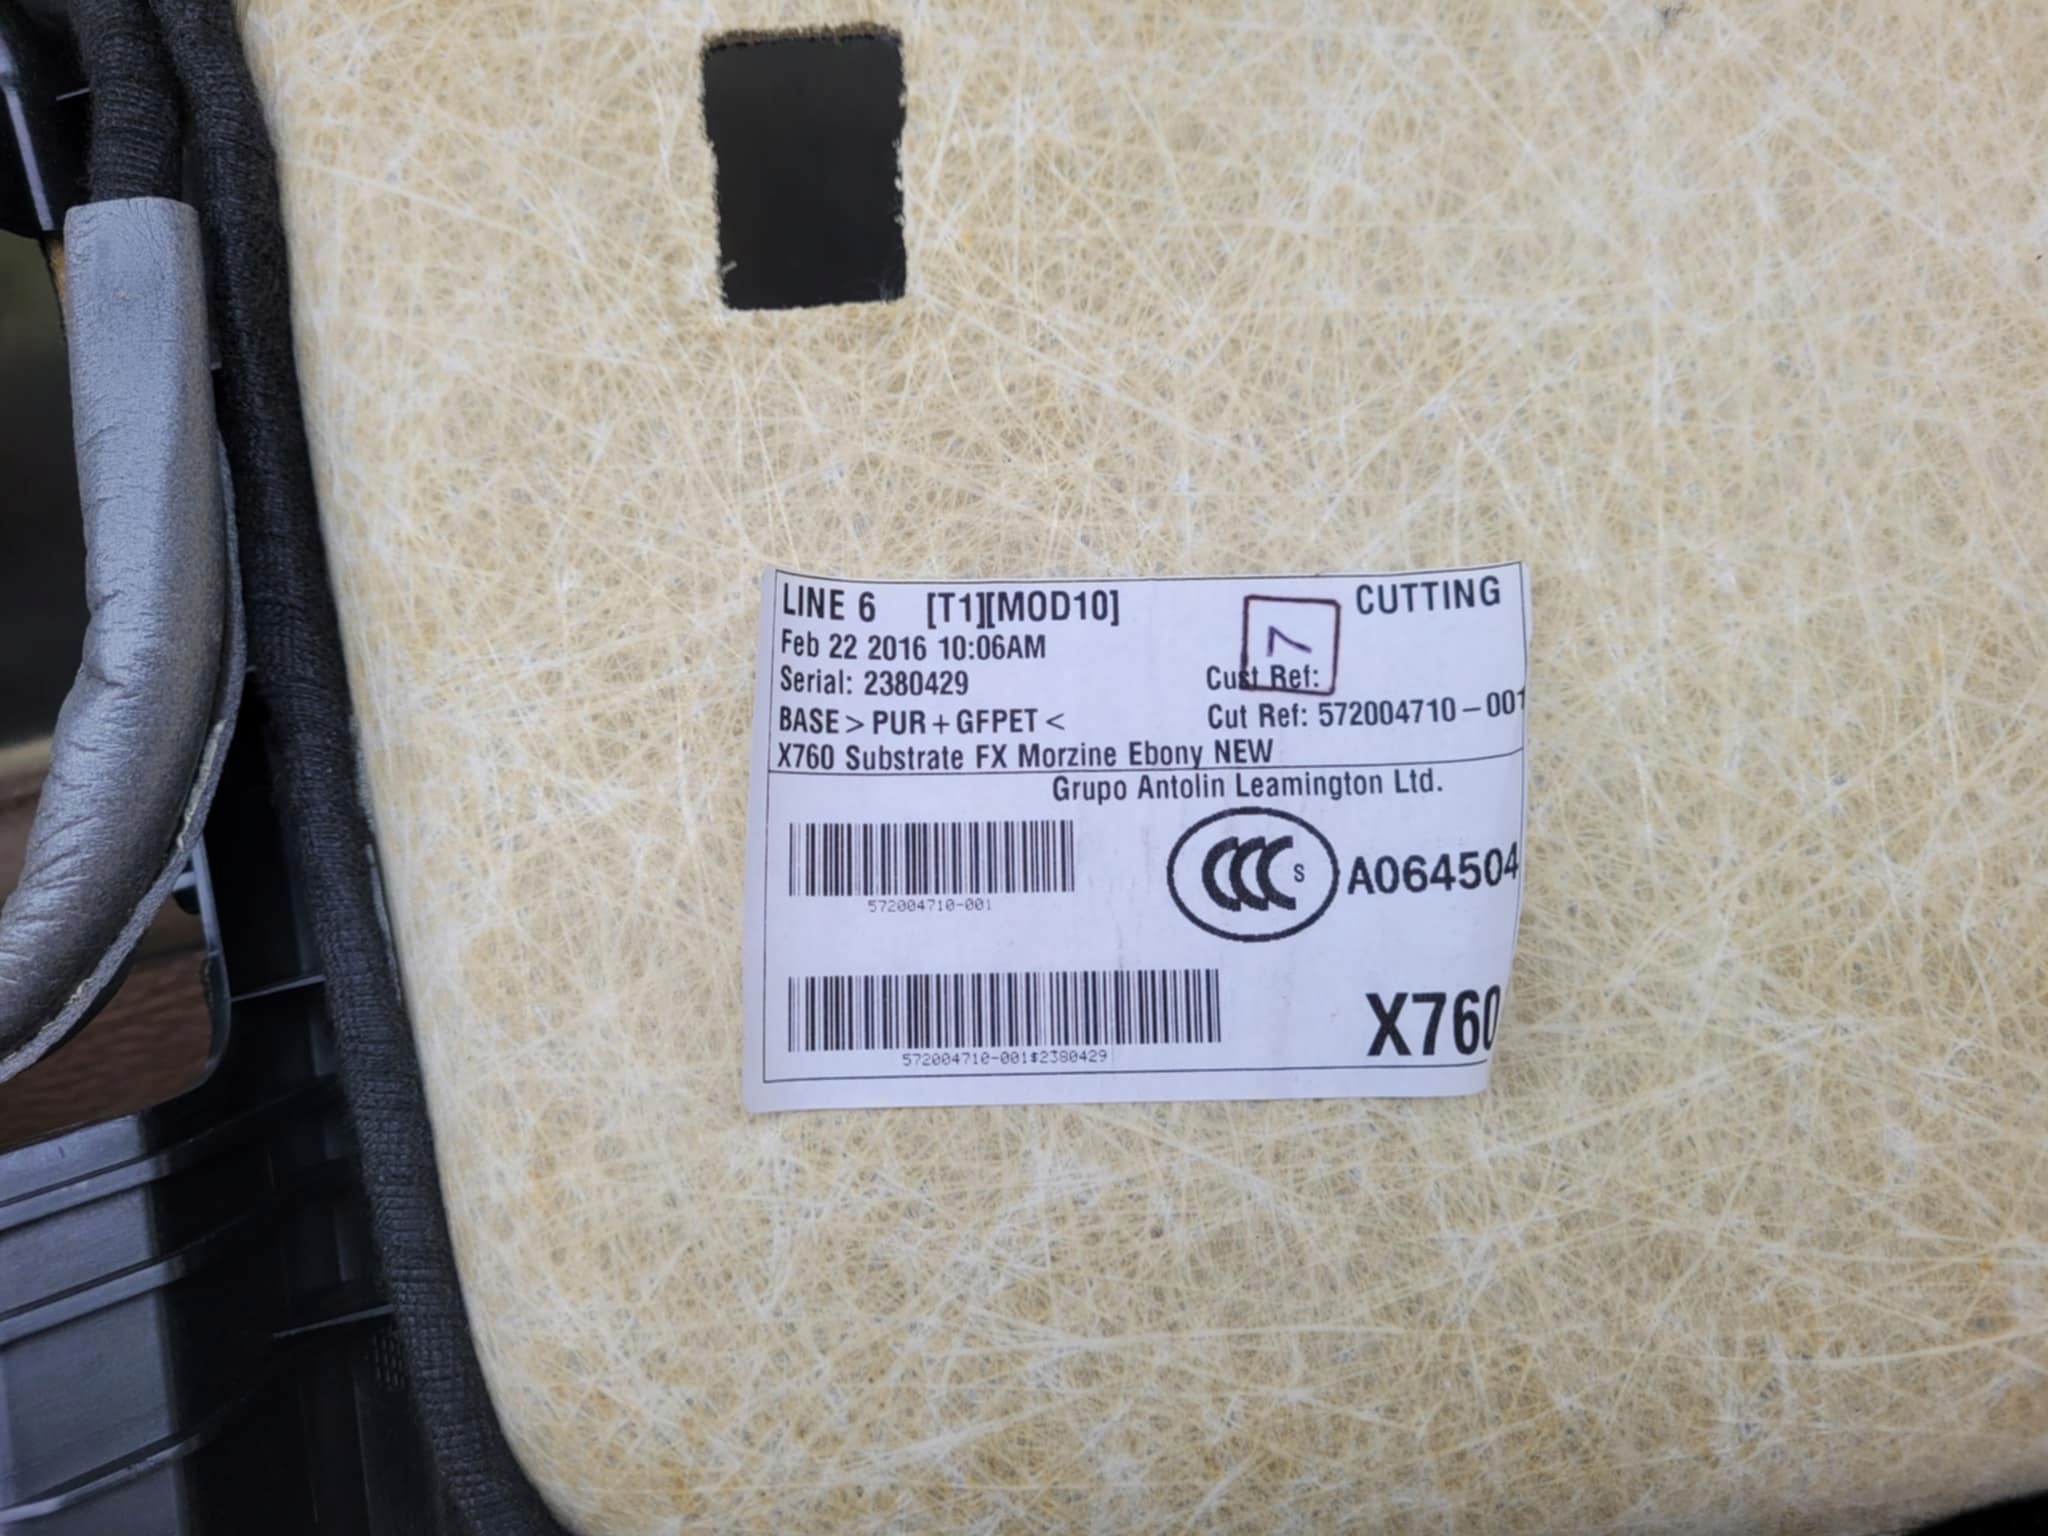 LINE 6 [T1][MOD10] CUTTING
Feb 22 2016 10:06AM
7
Serial: 2380429 Cust Ref:
BASE > PUR + GFPET < Cut Ref: 572004710-001
X760 Substrate FX Morzine Ebony NEW
Grupo Antolin Leamington Ltd.
CCC S A064504
572004710-001
X760
572004710-001$2380429